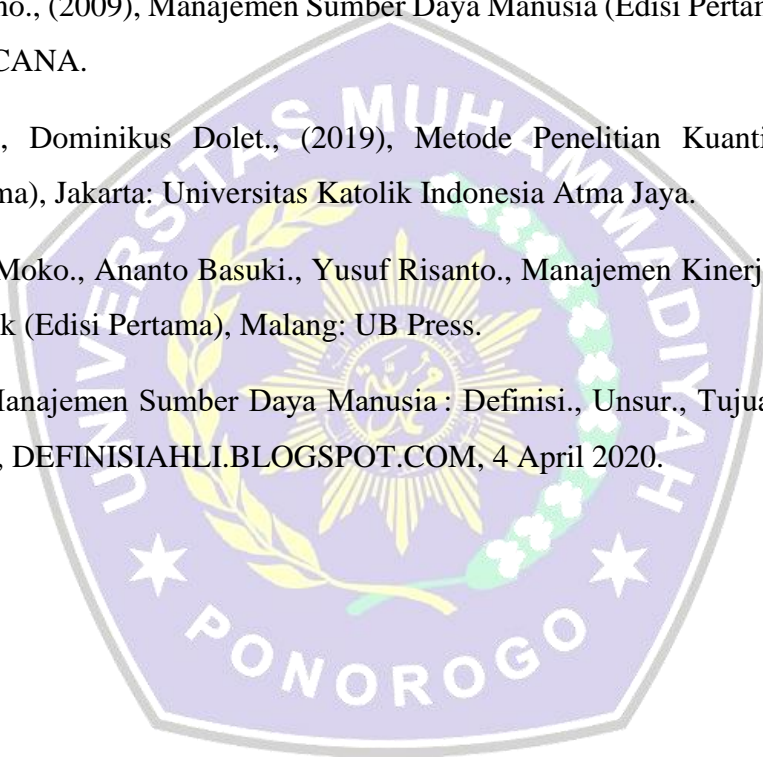 no., (2009), Manajemen Sumber Daya Manusia (Edisi Pertam
CANA.
, Dominikus Dolet., (2019), Metode Penelitian Kuanti
ma), Jakarta: Universitas Katolik Indonesia Atma Jaya.
Moko., Ananto Basuki., Yusuf Risanto., Manajemen Kinerj
k (Edisi Pertama), Malang: UB Press.
Manajemen Sumber Daya Manusia : Definisi., Unsur., Tujua
, DEFINISIAHLI.BLOGSPOT.COM, 4 April 2020.
UNIVERSITAS MUHAMMADIYAH
PONOROGO